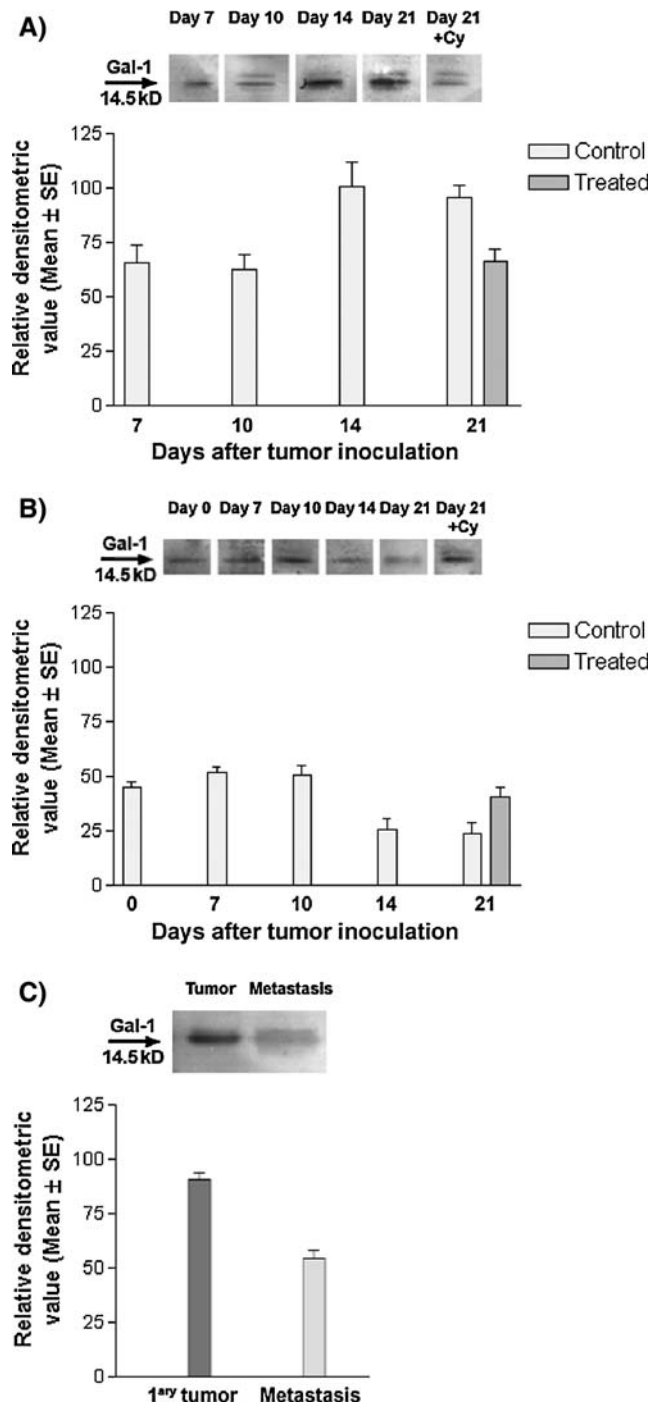 A)
Day 7 Day 10 Day 14 Day 21 Day 21
+Cy
Gal-1
14.5 kD
Relative densitometric
value (Mean ± SE)
125
100
75
50
25
0
7 10 14 21
Days after tumor inoculation
Control
Treated
B)
Day 0 Day 7 Day 10 Day 14 Day 21 Day 21
+Cy
Gal-1
14.5 kD
Relative densitometric
value (Mean ± SE)
125
100
75
50
25
0
0 7 10 14 21
Days after tumor inoculation
Control
Treated
C)
Tumor Metastasis
Gal-1
14.5 kD
Relative densitometric
value (Mean ± SE)
125
100
75
50
25
0
1ary tumor Metastasis